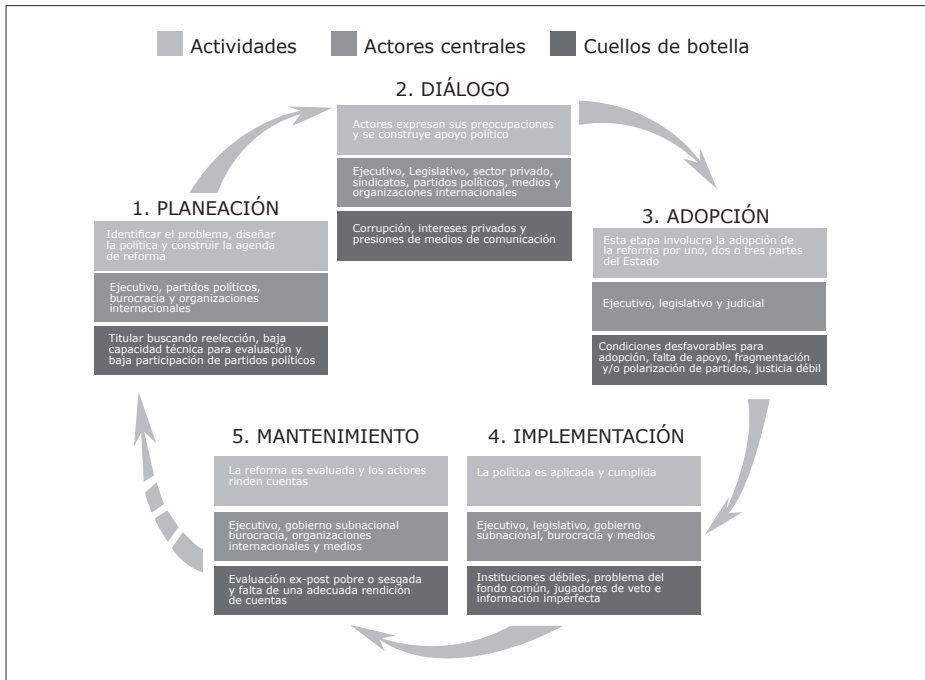 Actividades
Actores centrales
Cuellos de botella
2. DIÁLOGO
Actores expresan sus preocupaciones
y se construye apoyo político
Ejecutivo, Legislativo, sector privado,
sindicatos, partidos políticos, medios y
organizaciones internacionales
Corrupción, intereses privados y
presiones de medios de comunicación
1. PLANEACIÓN
Identificar el problema, diseñar
la política y construir la agenda
de reforma
Ejecutivo, partidos políticos,
burocracia y organizaciones
internacionales
Titular buscando reelección, baja
capacidad técnica para evaluación y
baja participación de partidos políticos
3. ADOPCIÓN
Esta etapa involucra la adopción de
la reforma por uno, dos o tres partes
del Estado
Ejecutivo, legislativo y judicial
Condiciones desfavorables para
adopción, falta de apoyo, fragmentación
y/o polarización de partidos, justicia débil
5. MANTENIMIENTO
La reforma es evaluada y los actores
rinden cuentas
Ejecutivo, gobierno subnacional
burocracia, organizaciones
internacionales y medios
Evaluación ex-post pobre o sesgada
y falta de una adecuada rendición
de cuentas
4. IMPLEMENTACIÓN
La política es aplicada y cumplida
Ejecutivo, legislativo, gobierno
subnacional, burocracia y medios
Instituciones débiles, problema del
fondo común, jugadores de veto e
información imperfecta